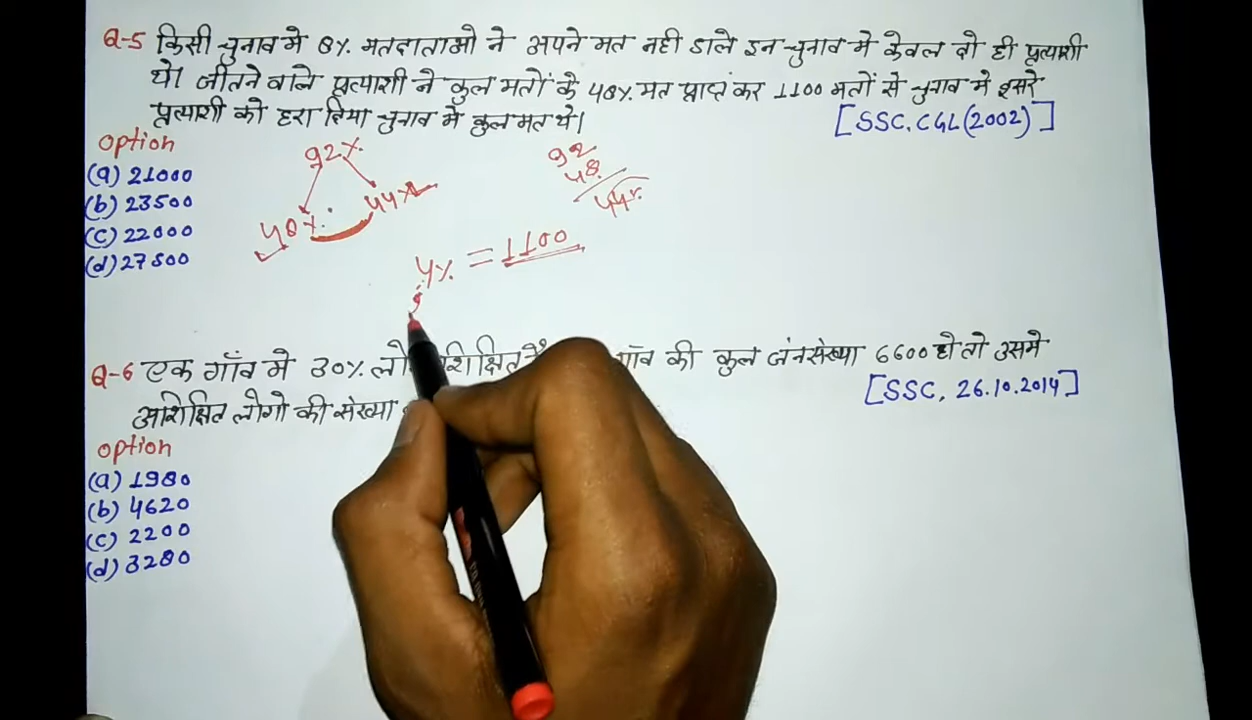 Q-5 किसी चुनाव मे 8% मतदाताओ ने अपने मत नही डाले इन चुनाव मे केवल दो ही प्रत्याशी
थे। जीतने वाले प्रत्याशी ने कुल मतों के 48% मत प्राप्त कर 1100 मतों से चुनाव मे दूसरे
प्रत्याशी को हरा दिया चुनाव मे कुल मत थे।
[SSC. CGL (2002)]
option
(a) 21000
(b) 23500
(c) 22000
(d) 27500
92%
48% 44%
92
48
44%
4% = 1100
Q-6 एक गाँव मे 30% गाँव की कुल जंनसंख्या 6600 हो तो उसमे
अशिक्षित लोगो की संख्या
[SSC, 26.10.2014]
option
(a) 1980
(b) 4620
(c) 2200
(d) 3280